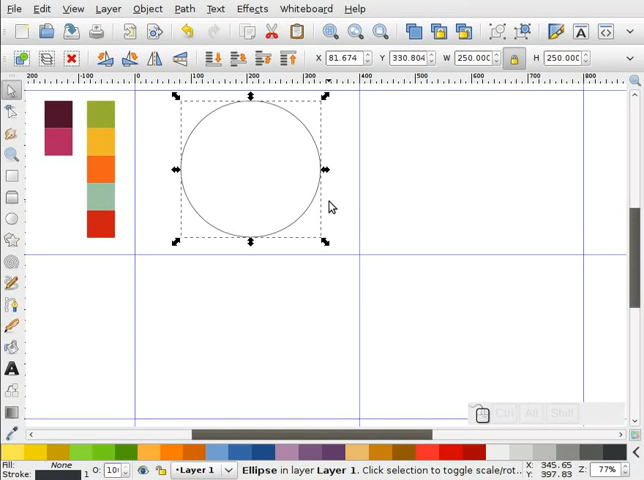 File Edit View Layer Object Path Text Effects Whiteboard Help
X 81.674 Y 330.804 W 250.000 H 250.000
200 -100 0 100 200 300 400 500 600 700 800
Ctrl Alt Shift
Fill: None
Stroke: 1 O: 10 Layer 1 Ellipse in layer Layer 1. Click selection to toggle scale/rot... X: 345.65 Y: 397.83 Z: 77%